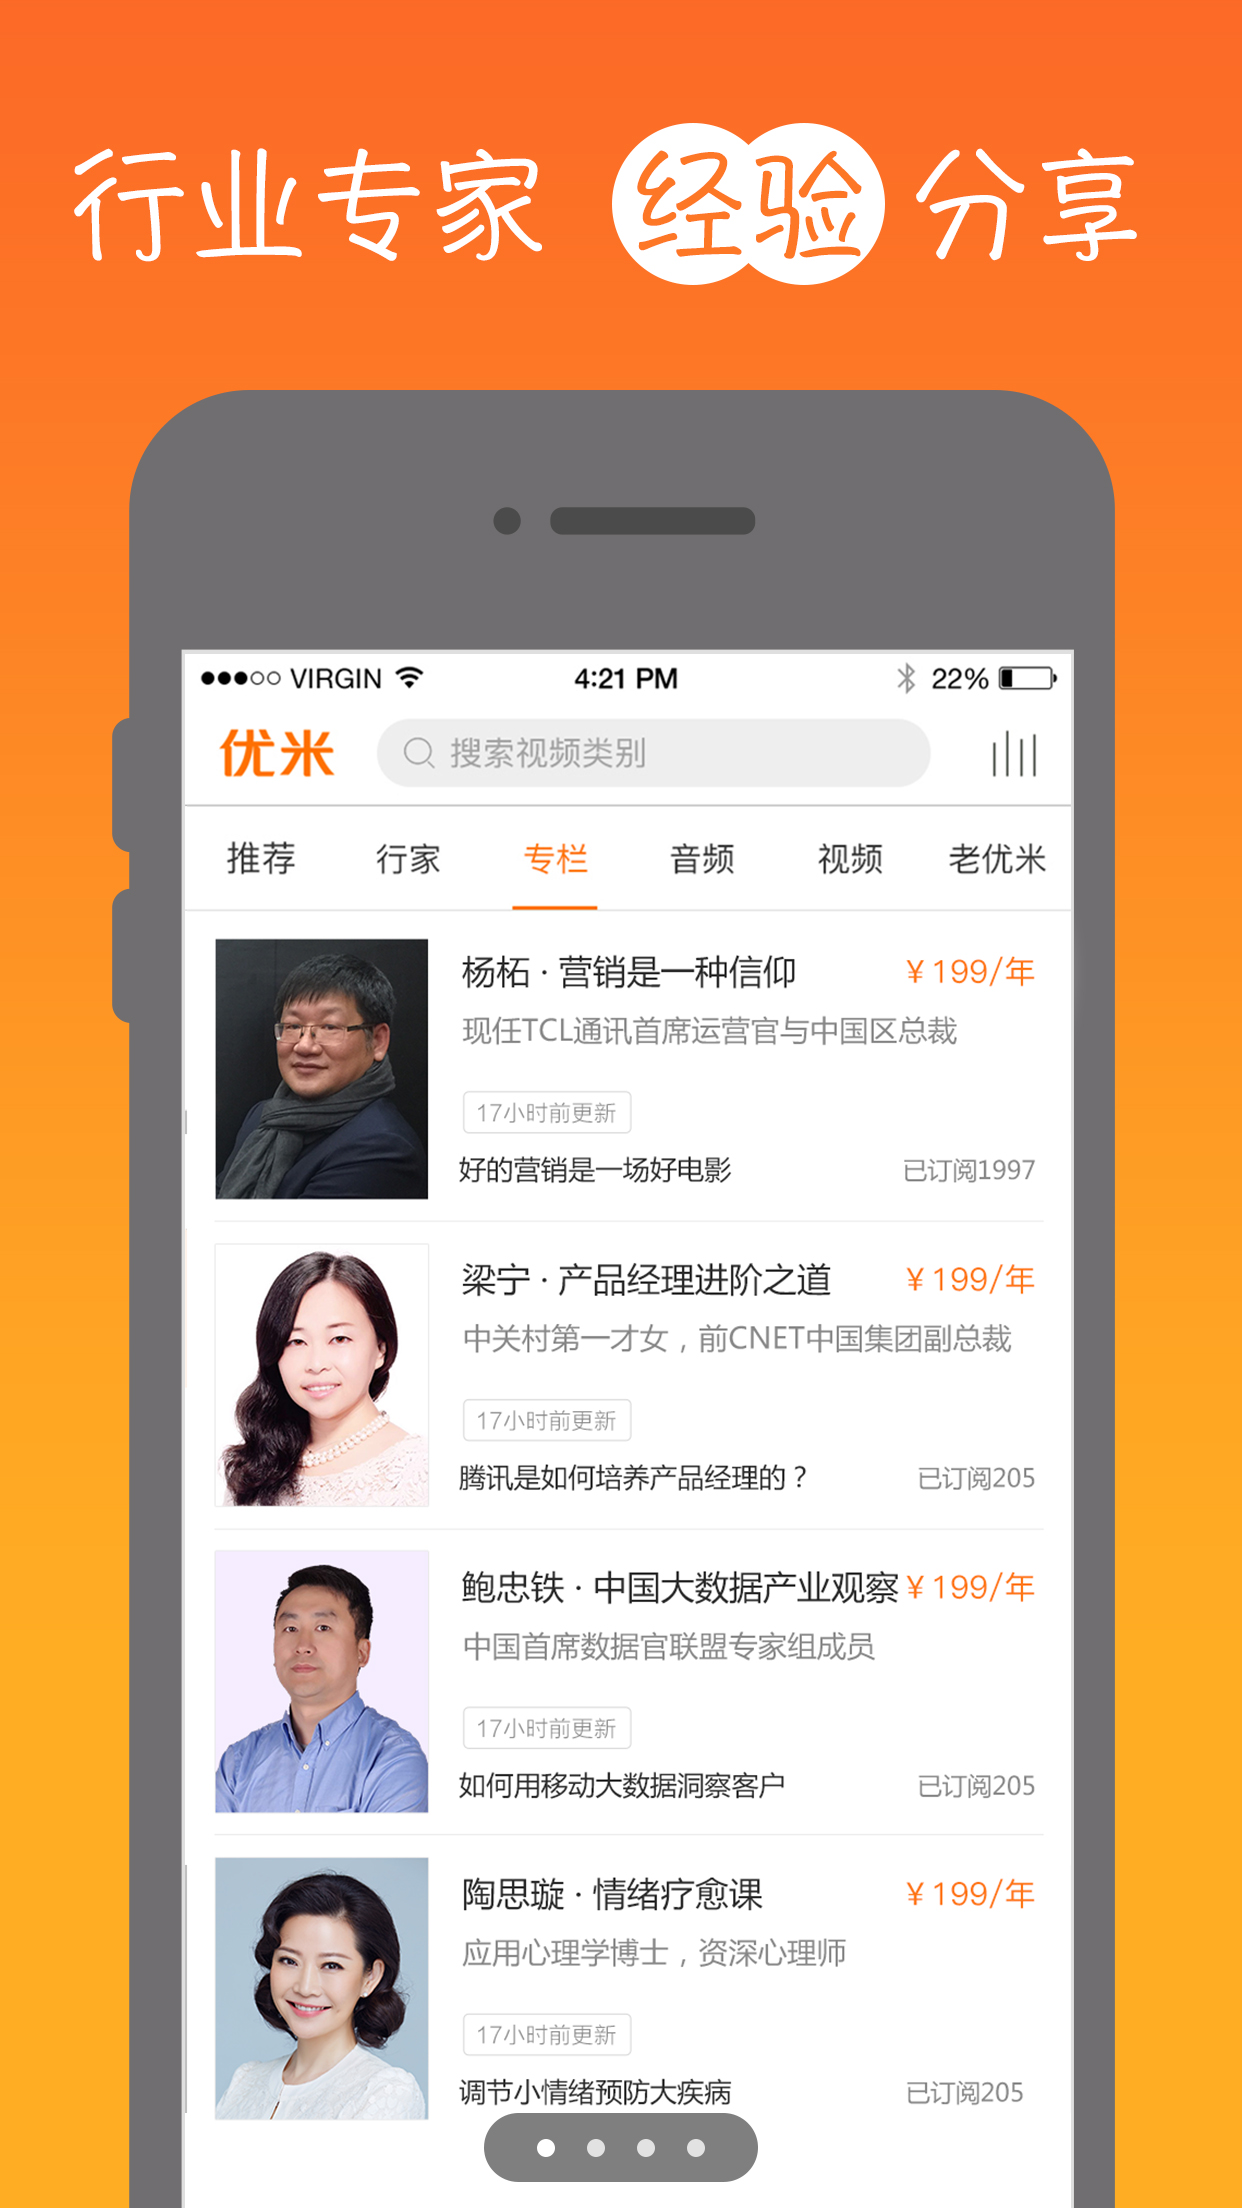 行业专家 经验分享
VIRGIN 4:21 PM 22%
优米 搜索视频类别
推荐 行家 专栏 音频 视频 老优米
杨柘 · 营销是一种信仰 ¥199/年
现任TCL通讯首席运营官与中国区总裁
17小时前更新
好的营销是一场好电影 已订阅1997
梁宁 · 产品经理进阶之道 ¥199/年
中关村第一才女，前CNET中国集团副总裁
17小时前更新
腾讯是如何培养产品经理的？ 已订阅205
鲍忠铁 · 中国大数据产业观察 ¥199/年
中国首席数据官联盟专家组成员
17小时前更新
如何用移动大数据洞察客户 已订阅205
陶思璇 · 情绪疗愈课 ¥199/年
应用心理学博士，资深心理师
17小时前更新
调节小情绪预防大疾病 已订阅205